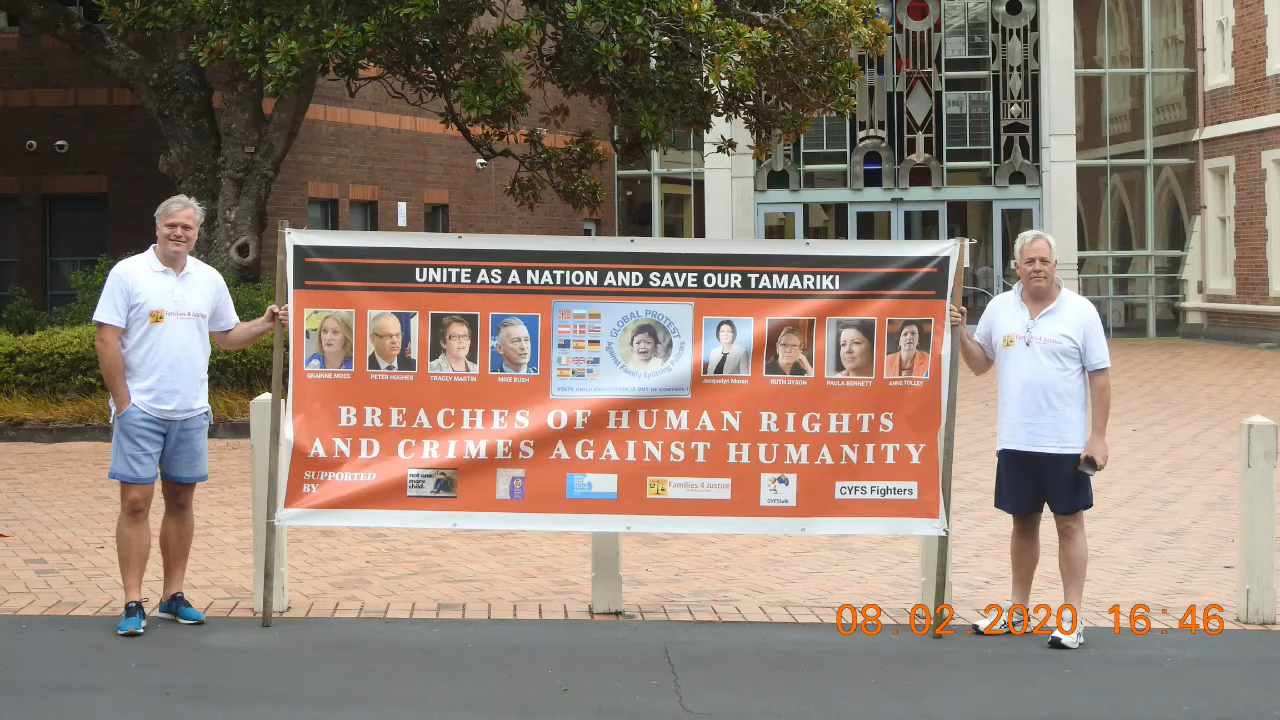 UNITE AS A NATION AND SAVE OUR TAMARIKI
GRAINNE MOSS
PETER HUGHES
TRACEY MARTIN
MIKE BUSH
GLOBAL PROTEST
Against Family Splitting Policies
STATE CHILD PROTECTION IS OUT OF CONTROL!
Jacquelyn Moran
RUTH DYSON
PAULA BENNETT
ANNE TOLLEY
BREACHES OF HUMAN RIGHTS
AND CRIMES AGAINST HUMANITY
SUPPORTED
BY
not one
more
child.
Families 4 Justice
CYFStalk
CYFS Fighters
Families 4 Justice
Families 4 Justice
08.02.2020 16:46